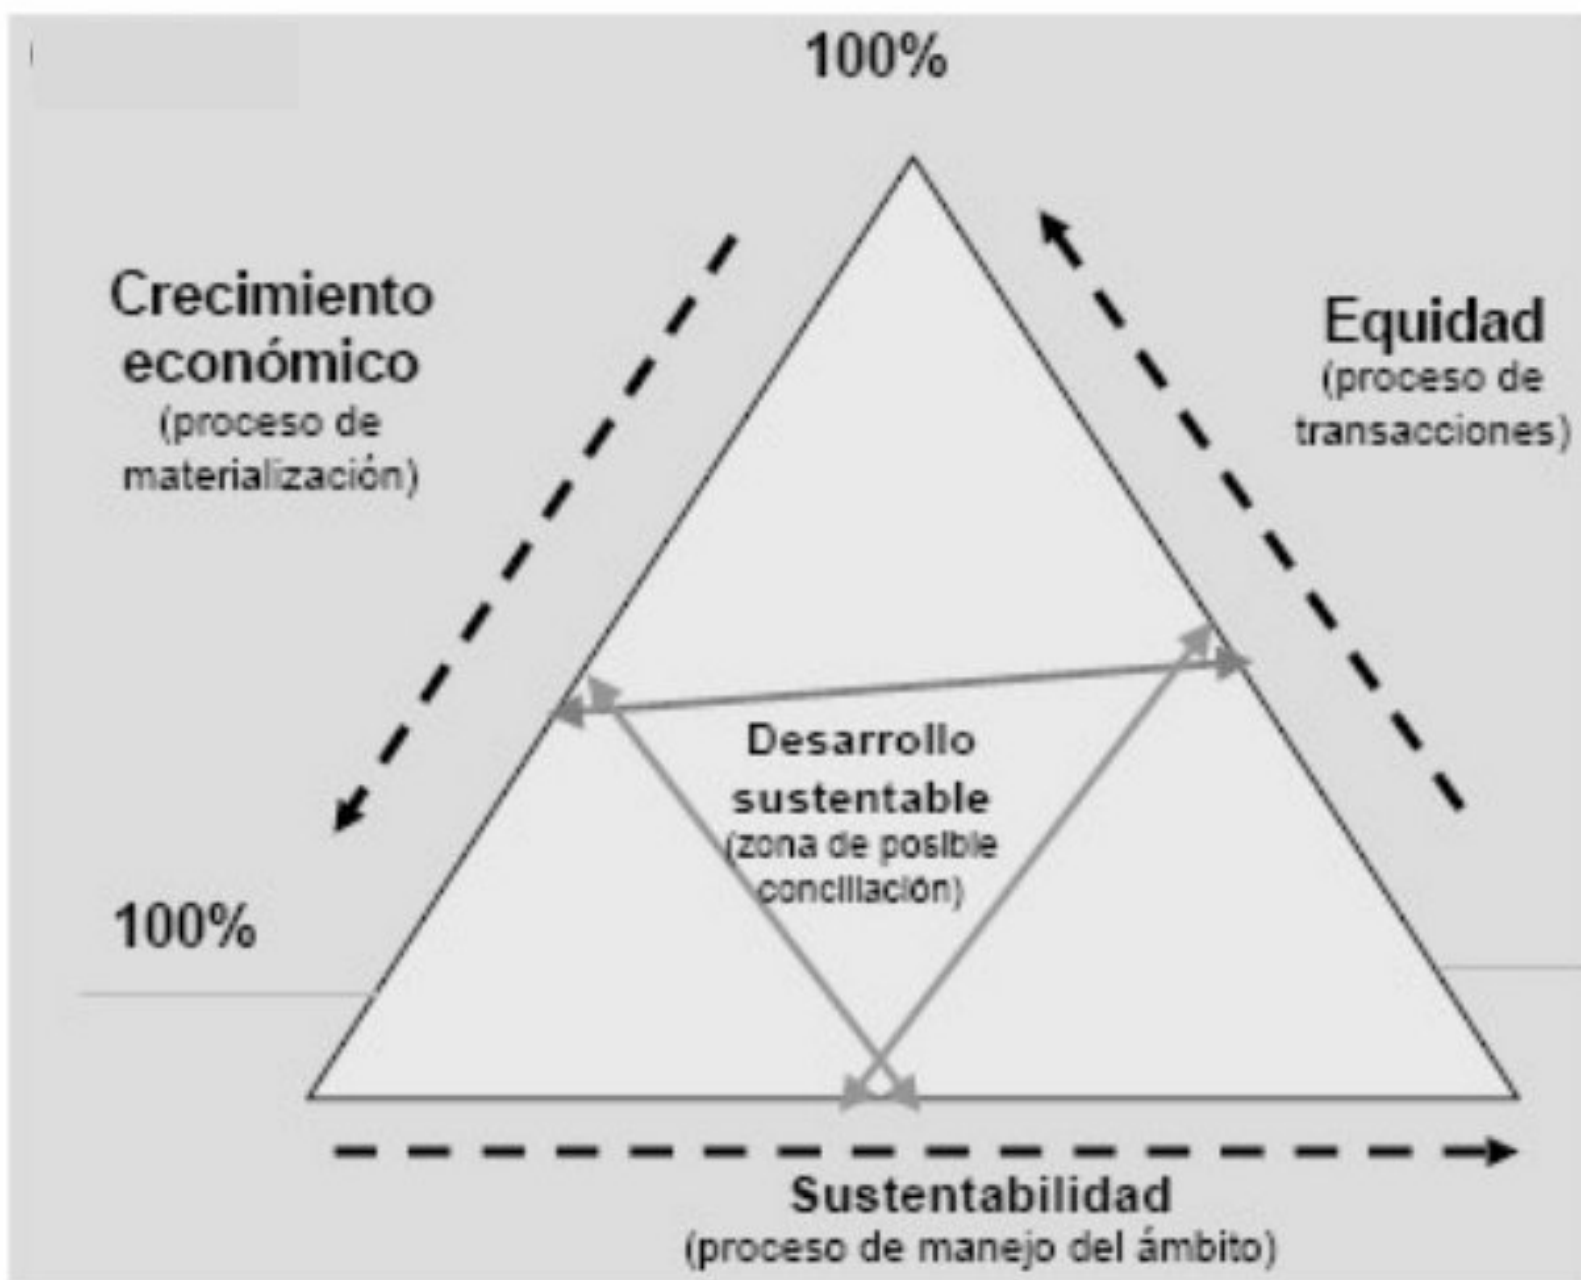 100%
Crecimiento
económico
(proceso de
materialización)
Equidad
(proceso de
transacciones)
Desarrollo
sustentable
(zona de posible
conciliación)
100%
Sustentabilidad
(proceso de manejo del ámbito)